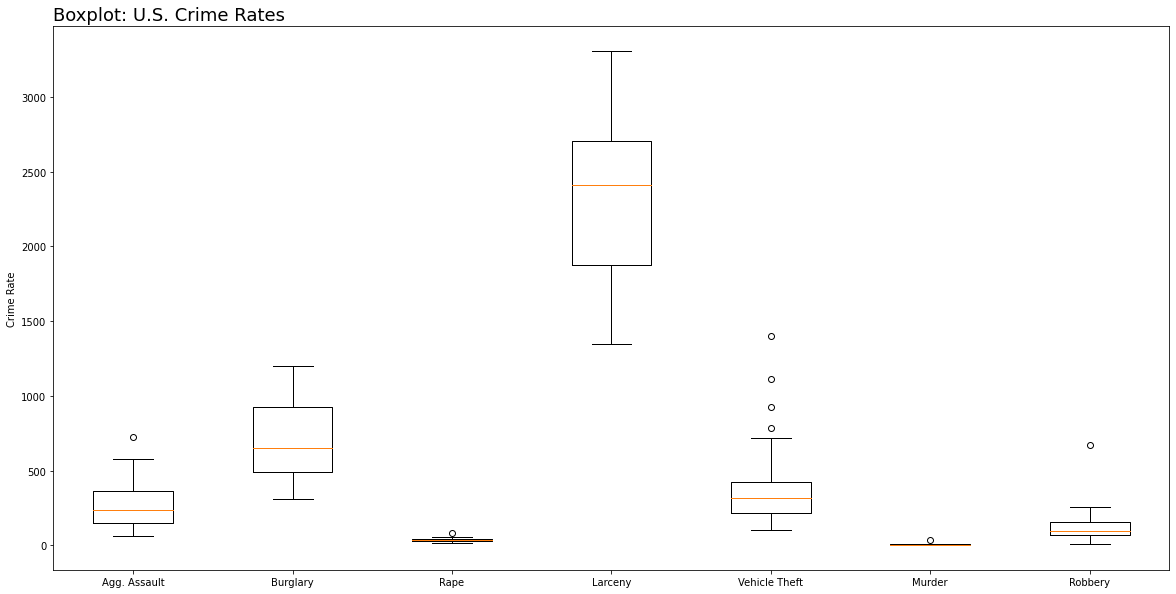 Boxplot: U.S. Crime Rates
3000
2500
2000
1500
1000
500
0
Crime Rate
Agg. Assault Burglary Rape Larceny Vehicle Theft Murder Robbery